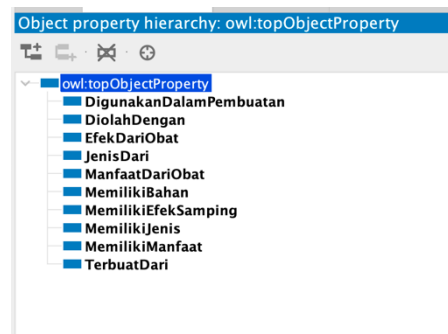 Object property hierarchy: owl:topObjectProperty
owl:topObjectProperty
DigunakanDalamPembuatan
DiolahDengan
EfekDariObat
JenisDari
ManfaatDariObat
MemilikiBahan
MemilikiEfekSamping
MemilikiJenis
MemilikiManfaat
TerbuatDari